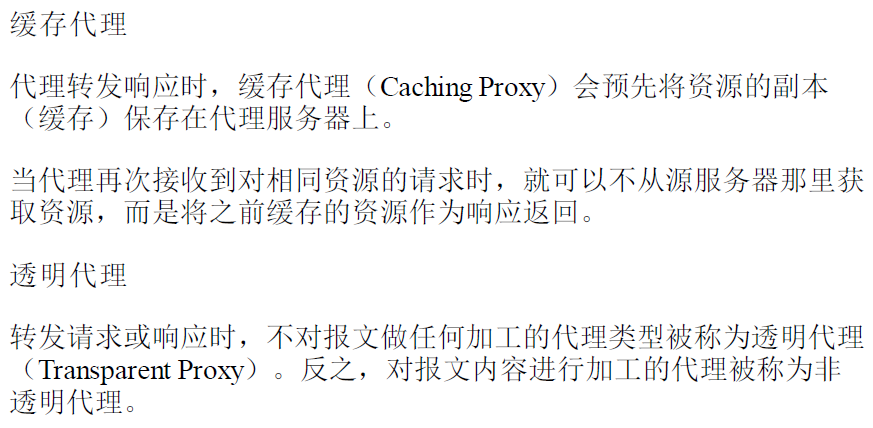 缓存代理
代理转发响应时，缓存代理（Caching Proxy）会预先将资源的副本
（缓存）保存在代理服务器上。
当代理再次接收到对相同资源的请求时，就可以不从源服务器那里获
取资源，而是将之前缓存的资源作为响应返回。
透明代理
转发请求或响应时，不对报文做任何加工的代理类型被称为透明代理
（Transparent Proxy）。反之，对报文内容进行加工的代理被称为非
透明代理。